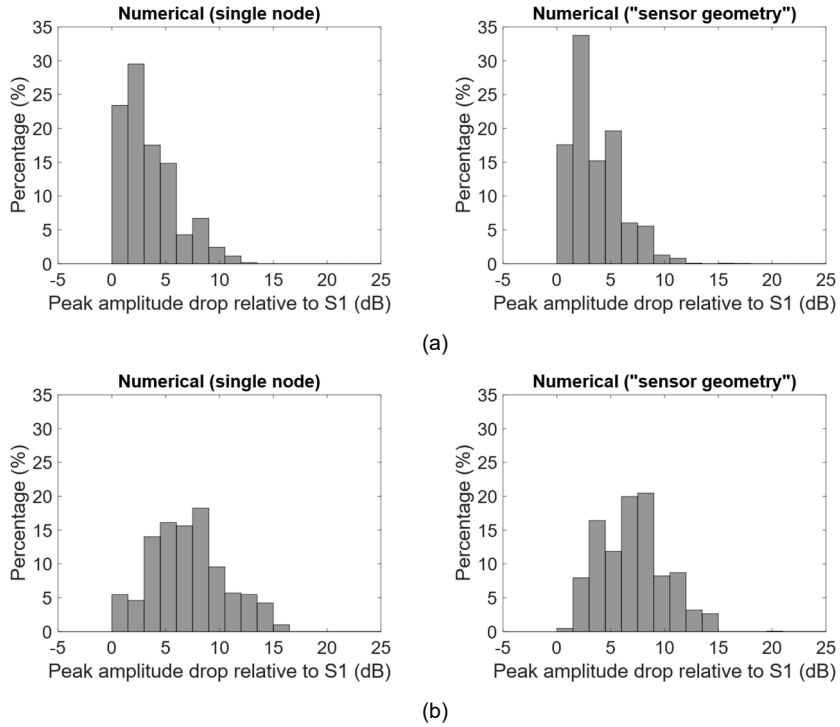 Numerical (single node)
Numerical ("sensor geometry")
Percentage (%)
35
30
25
20
15
10
5
0
-5 0 5 10 15 20 25
Peak amplitude drop relative to S1 (dB)
Percentage (%)
35
30
25
20
15
10
5
0
-5 0 5 10 15 20 25
Peak amplitude drop relative to S1 (dB)
(a)
Numerical (single node)
Numerical ("sensor geometry")
Percentage (%)
35
30
25
20
15
10
5
0
-5 0 5 10 15 20 25
Peak amplitude drop relative to S1 (dB)
Percentage (%)
35
30
25
20
15
10
5
0
-5 0 5 10 15 20 25
Peak amplitude drop relative to S1 (dB)
(b)